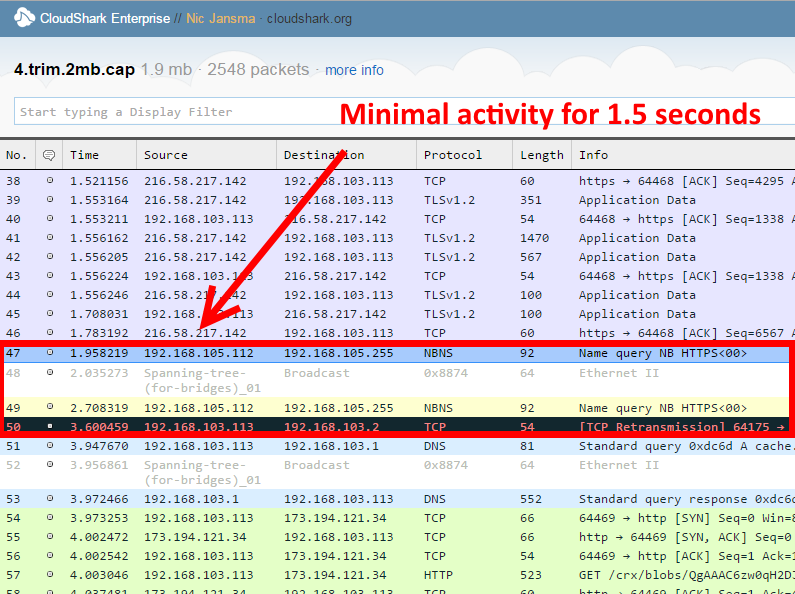 CloudShark Enterprise // Nic Jansma · cloudshark.org
4.trim.2mb.cap 1.9 mb · 2548 packets · more info
Start typing a Display Filter
Minimal activity for 1.5 seconds
No. Time Source Destination Protocol Length Info
38 1.521156 216.58.217.142 192.168.103.113 TCP 60 https → 64468 [ACK] Seq=4295 A
39 1.553164 216.58.217.142 192.168.103.113 TLSv1.2 351 Application Data
40 1.553211 192.168.103.113 216.58.217.142 TCP 54 64468 → https [ACK] Seq=1338 A
41 1.556162 216.58.217.142 192.168.103.113 TLSv1.2 1470 Application Data
42 1.556205 216.58.217.142 192.168.103.113 TLSv1.2 567 Application Data
43 1.556224 192.168.103.113 216.58.217.142 TCP 54 64468 → https [ACK] Seq=1338 A
44 1.556246 216.58.217.142 192.168.103.113 TLSv1.2 100 Application Data
45 1.708031 192.168.103.113 216.58.217.142 TLSv1.2 100 Application Data
46 1.783192 216.58.217.142 192.168.103.113 TCP 60 https → 64468 [ACK] Seq=6567 A
47 1.958219 192.168.105.112 192.168.105.255 NBNS 92 Name query NB HTTPS<00>
48 2.035273 Spanning-tree- Broadcast 0x8874 64 Ethernet II
(for-bridges)_01
49 2.708319 192.168.105.112 192.168.105.255 NBNS 92 Name query NB HTTPS<00>
50 3.600459 192.168.103.113 192.168.103.2 TCP 54 [TCP Retransmission] 64175 →
51 3.947670 192.168.103.113 192.168.103.1 DNS 81 Standard query 0xdc6d A cache.
52 3.956861 Spanning-tree- Broadcast 0x8874 64 Ethernet II
(for-bridges)_01
53 3.972466 192.168.103.1 192.168.103.113 DNS 552 Standard query response 0xdc6d
54 3.973253 192.168.103.113 173.194.121.34 TCP 66 64469 → http [SYN] Seq=0 Win=8
55 4.002472 173.194.121.34 192.168.103.113 TCP 66 http → 64469 [SYN, ACK] Seq=0
56 4.002542 192.168.103.113 173.194.121.34 TCP 54 64469 → http [ACK] Seq=1 Ack=1
57 4.003046 192.168.103.113 173.194.121.34 HTTP 523 GET /crx/blobs/QgAAAC6zw0qH2DJ
58 4.037481 173.194.121.34 192.168.103.113 TCP 60 http → 64469 [ACK] Seq=1 Ack=4